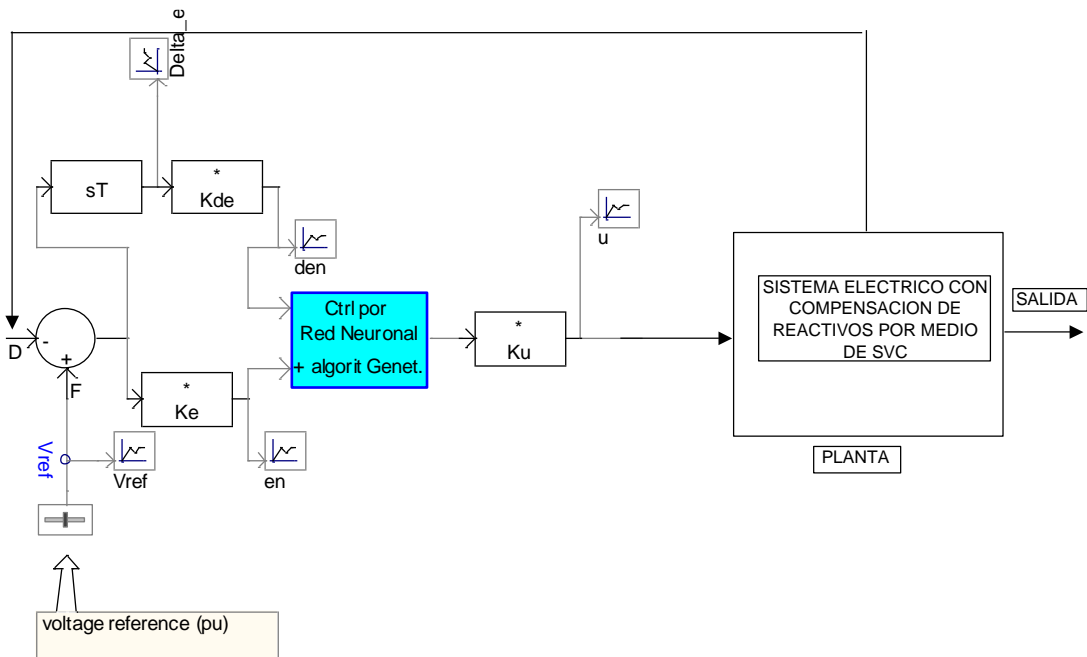 Delta_e
sT
*
Kde
den
u
Ctrl por
Red Neuronal
+ algorit Genet.
*
Ku
SISTEMA ELECTRICO CON
COMPENSACION DE
REACTIVOS POR MEDIO
DE SVC
SALIDA
D
-
+
F
*
Ke
Vref
Vref
en
PLANTA
voltage reference (pu)